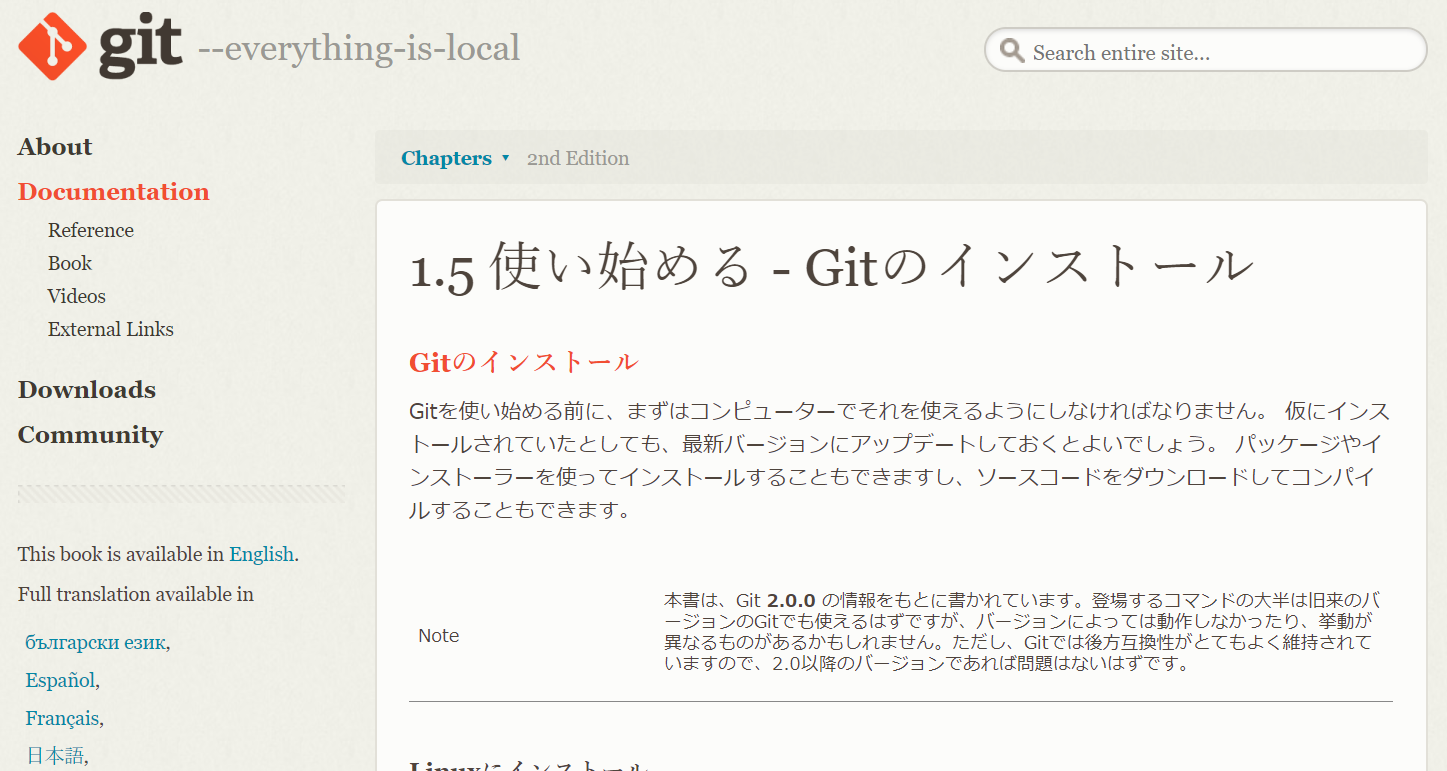 git --everything-is-local
Search entire site...
About
Documentation
Reference
Book
Videos
External Links
Downloads
Community
This book is available in English.
Full translation available in
български език,
Español,
Français,
日本語,
Chapters ▾ 2nd Edition
1.5 使い始める - Gitのインストール
Gitのインストール
Gitを使い始める前に、まずはコンピューターでそれを使えるようにしなければなりません。 仮にインス
トールされていたとしても、最新バージョンにアップデートしておくとよいでしょう。 パッケージやイ
ンストーラーを使ってインストールすることもできますし、ソースコードをダウンロードしてコンパイ
ルすることもできます。
Note
本書は、Git 2.0.0 の情報をもとに書かれています。登場するコマンドの大半は旧来のバ
ージョンのGitでも使えるはずですが、バージョンによっては動作しなかったり、挙動が
異なるものがあるかもしれません。ただし、Gitでは後方互換性がとてもよく維持されて
いますので、2.0以降のバージョンであれば問題はないはずです。
Linuxにインストール